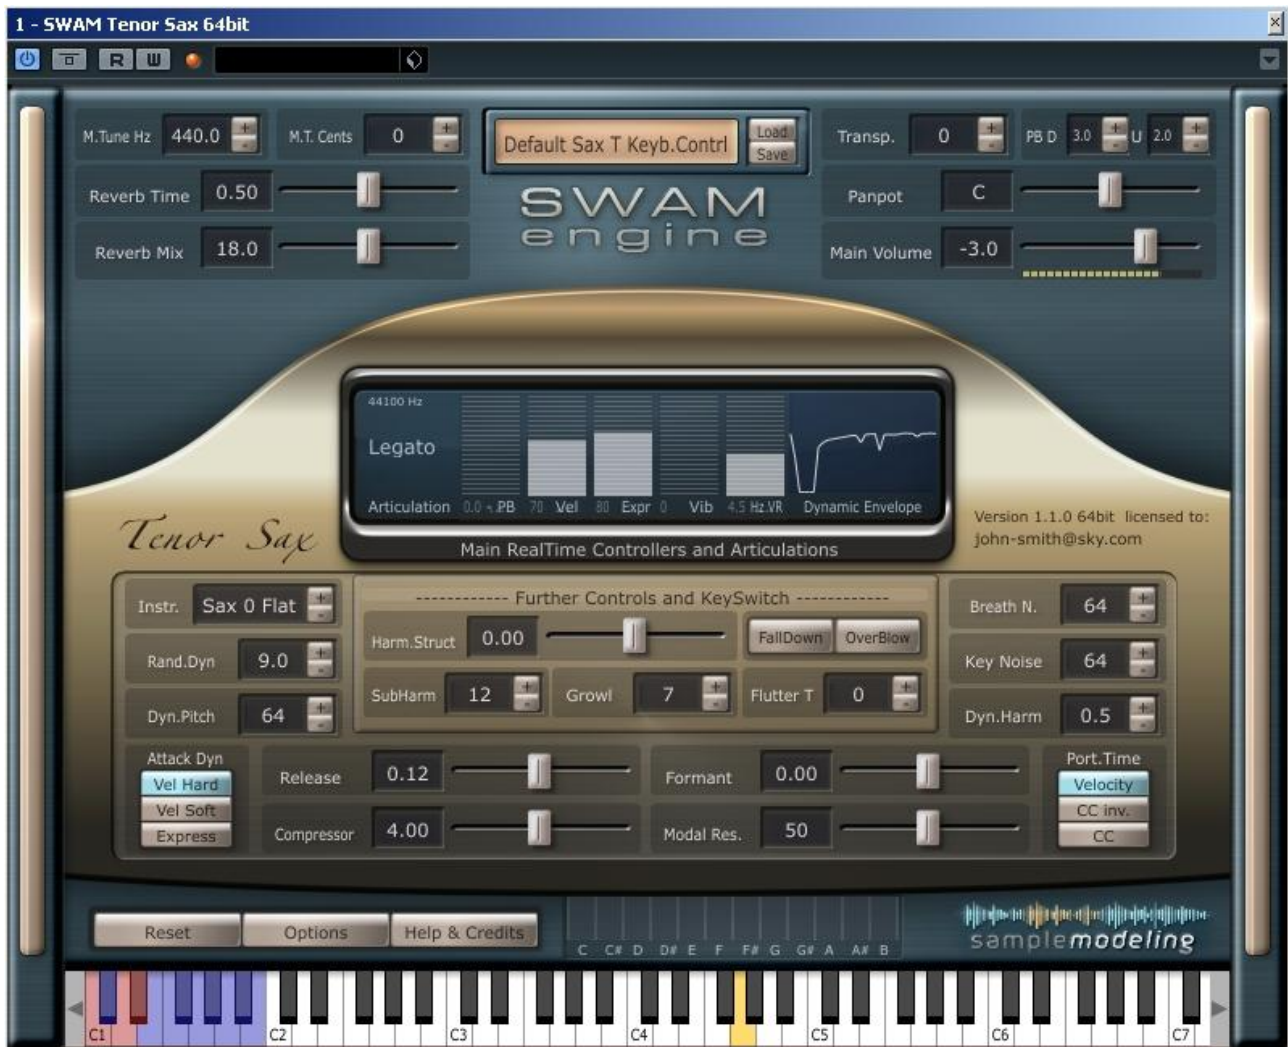 1 - SWAM Tenor Sax 64bit
R W
M.Tune Hz 440.0 + - M.T. Cents 0 + -
Default Sax T Keyb.Contrl Load Save
Transp. 0 + - PB D 3.0 + - U 2.0 + -
Reverb Time 0.50
SWAM
engine
Panpot C
Reverb Mix 18.0
Main Volume -3.0
44100 Hz
Legato
Articulation 0.0 PB 70 Vel 80 Expr 0 Vib 4.5 Hz.VR Dynamic Envelope
Tenor Sax
Main RealTime Controllers and Articulations
Version 1.1.0 64bit licensed to:
john-smith@sky.com
Instr. Sax 0 Flat + -
------------ Further Controls and KeySwitch ------------
Breath N. 64 + -
Harm.Struct 0.00 FallDown OverBlow
Rand.Dyn 9.0 + -
Key Noise 64 + -
SubHarm 12 + - Growl 7 + - Flutter T 0 + -
Dyn.Pitch 64 + -
Dyn.Harm 0.5 + -
Attack Dyn
Vel Hard
Vel Soft
Express
Release 0.12
Formant 0.00
Compressor 4.00
Modal Res. 50
Port.Time
Velocity
CC inv.
CC
Reset Options Help & Credits
C C# D D# E F F# G G# A A# B
samplemodeling
C1 C2 C3 C4 C5 C6 C7